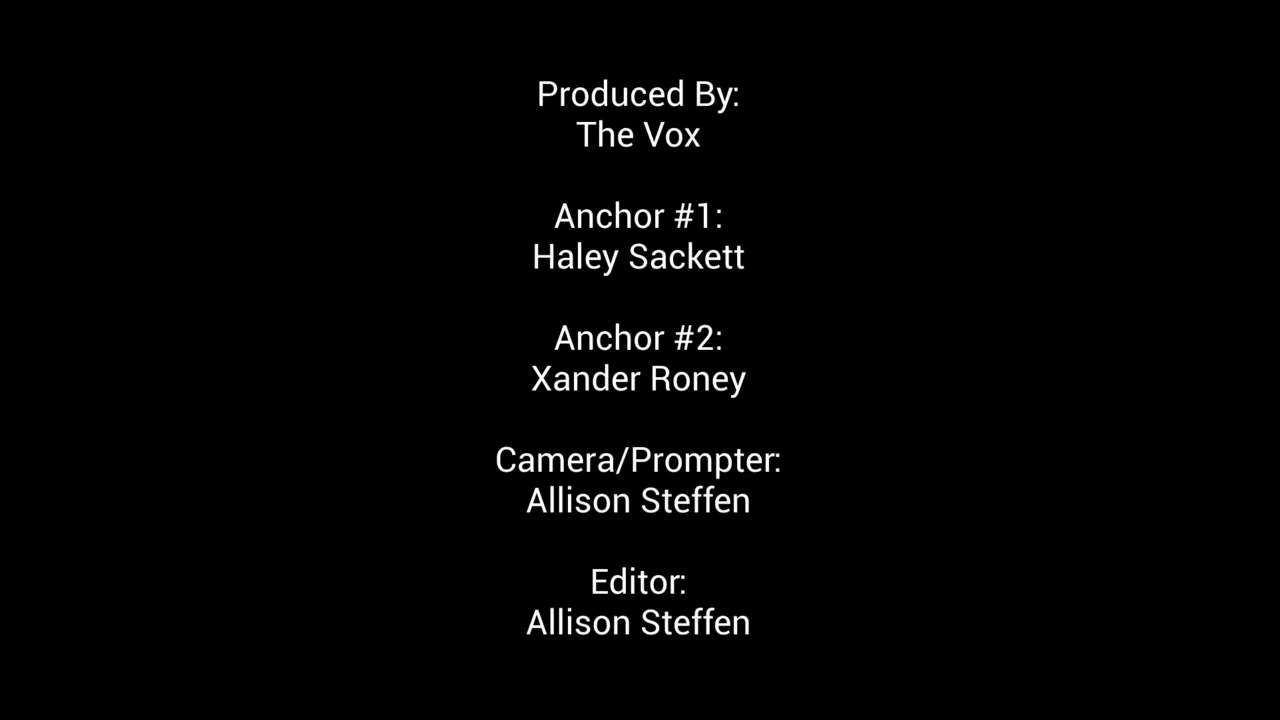 Produced By:
The Vox
Anchor #1:
Haley Sackett
Anchor #2:
Xander Roney
Camera/Prompter:
Allison Steffen
Editor:
Allison Steffen